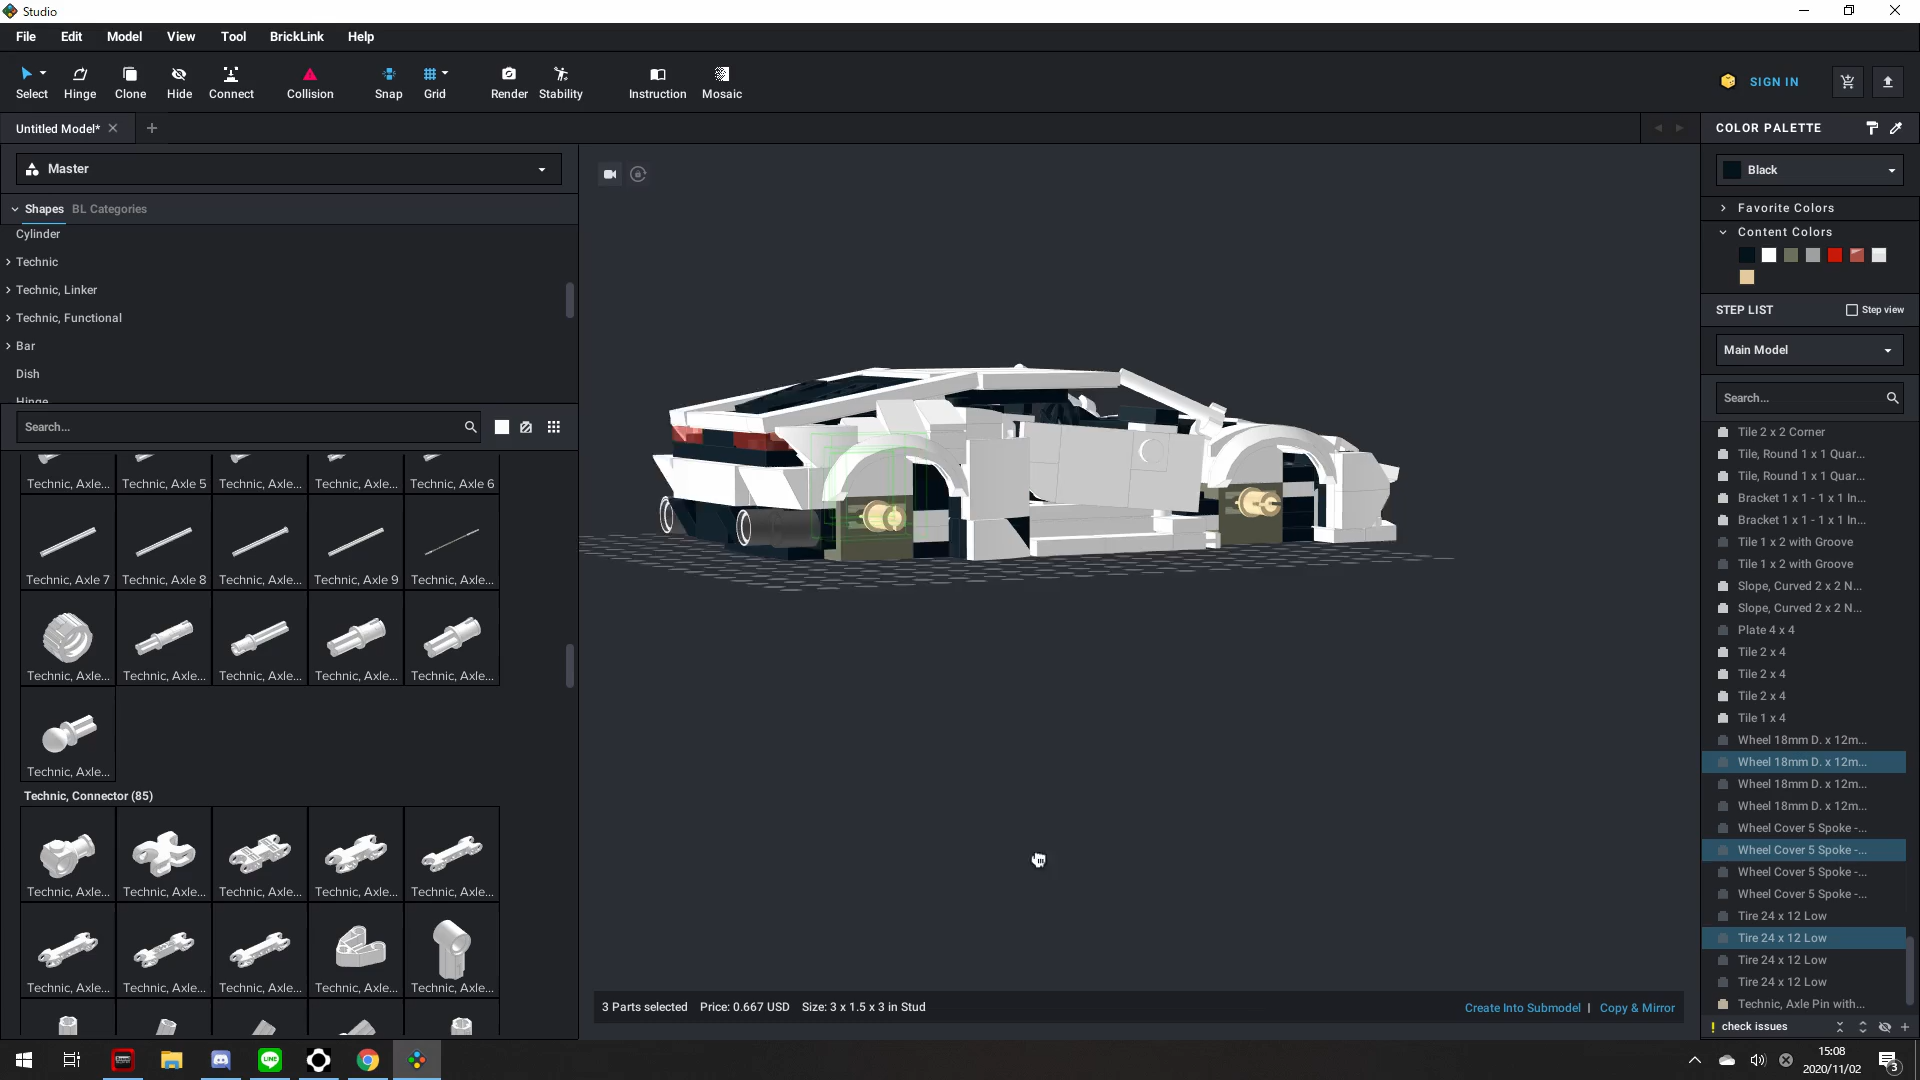 Studio
File Edit Model View Tool BrickLink Help
Select Hinge Clone Hide Connect Collision Snap Grid Render Stability Instruction Mosaic
SIGN IN
Untitled Model*
COLOR PALETTE
Master
Black
Shapes BL Categories
Favorite Colors
Content Colors
Cylinder
Technic
Technic, Linker
Technic, Functional
Bar
Dish
Hinge
STEP LIST Step view
Main Model
Search...
Search...
Technic, Axle... Technic, Axle 5 Technic, Axle... Technic, Axle... Technic, Axle 6
Technic, Axle 7 Technic, Axle 8 Technic, Axle... Technic, Axle 9 Technic, Axle...
Technic, Axle... Technic, Axle... Technic, Axle... Technic, Axle... Technic, Axle...
Technic, Axle...
Technic, Connector (85)
Technic, Axle... Technic, Axle... Technic, Axle... Technic, Axle... Technic, Axle...
Technic, Axle... Technic, Axle... Technic, Axle... Technic, Axle... Technic, Axle...
Tile 2 x 2 Corner
Tile, Round 1 x 1 Quar...
Tile, Round 1 x 1 Quar...
Bracket 1 x 1 - 1 x 1 In...
Bracket 1 x 1 - 1 x 1 In...
Tile 1 x 2 with Groove
Tile 1 x 2 with Groove
Slope, Curved 2 x 2 N...
Slope, Curved 2 x 2 N...
Plate 4 x 4
Tile 2 x 4
Tile 2 x 4
Tile 2 x 4
Tile 1 x 4
Wheel 18mm D. x 12m...
Wheel 18mm D. x 12m...
Wheel 18mm D. x 12m...
Wheel 18mm D. x 12m...
Wheel Cover 5 Spoke -...
Wheel Cover 5 Spoke -...
Wheel Cover 5 Spoke -...
Wheel Cover 5 Spoke -...
Tire 24 x 12 Low
Tire 24 x 12 Low
Tire 24 x 12 Low
Tire 24 x 12 Low
Technic, Axle Pin with...
3 Parts selected Price: 0.667 USD Size: 3 x 1.5 x 3 in Stud Create Into Submodel | Copy & Mirror
check issues
LINE
15:08
2020/11/02
3